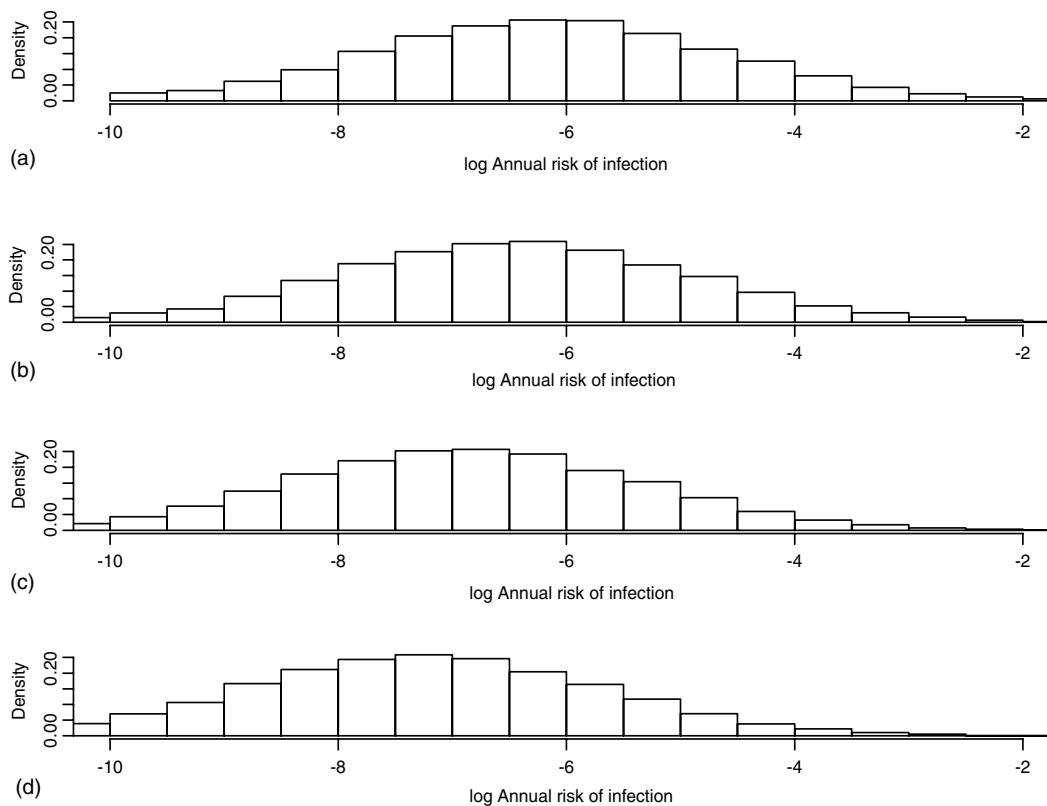 Density
0.20
0.00
-10 -8 -6 -4 -2
log Annual risk of infection
(a)
Density
0.20
0.00
-10 -8 -6 -4 -2
log Annual risk of infection
(b)
Density
0.20
0.00
-10 -8 -6 -4 -2
log Annual risk of infection
(c)
Density
0.20
0.00
-10 -8 -6 -4 -2
log Annual risk of infection
(d)